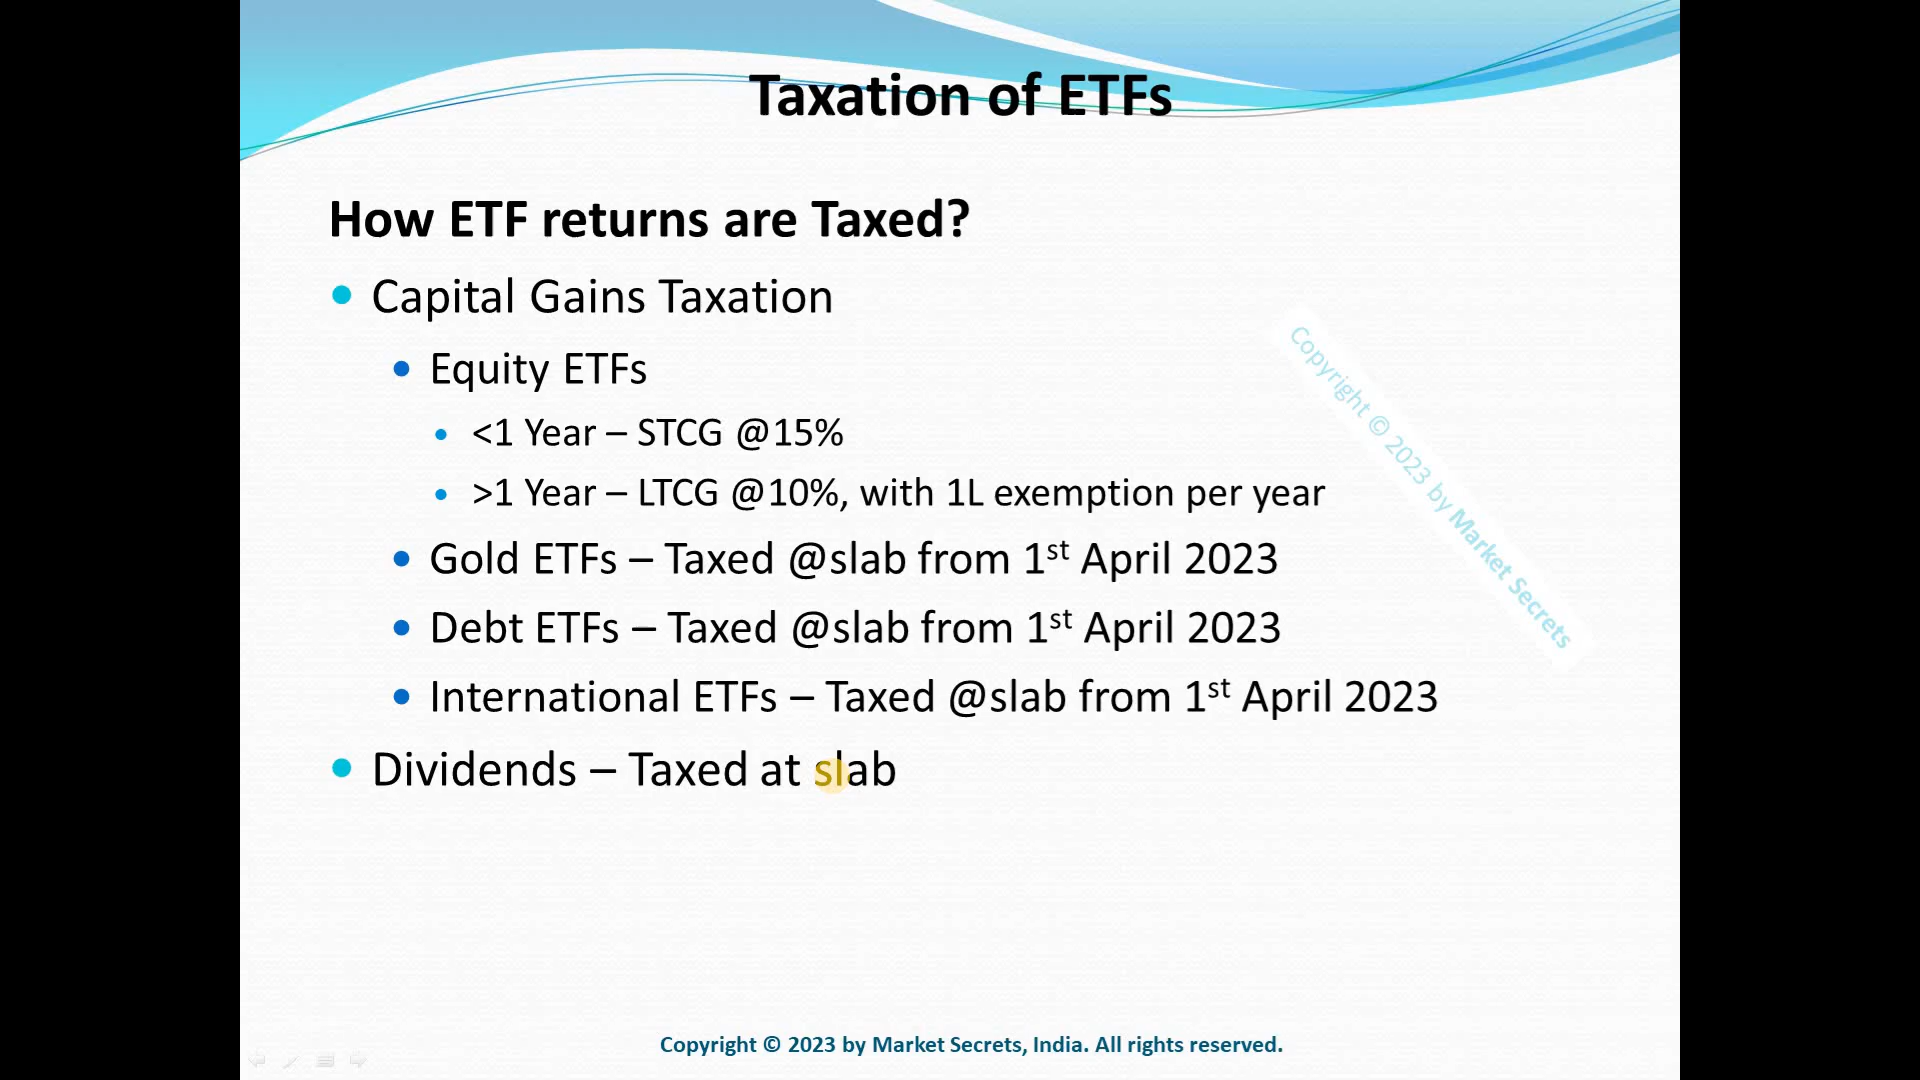 Taxation of ETFs
How ETF returns are Taxed?
Capital Gains Taxation
Equity ETFs
<1 Year – STCG @15%
>1 Year – LTCG @10%, with 1L exemption per year
Gold ETFs – Taxed @slab from 1st April 2023
Debt ETFs – Taxed @slab from 1st April 2023
International ETFs – Taxed @slab from 1st April 2023
Dividends – Taxed at slab
Copyright © 2023 by Market Secrets
Copyright © 2023 by Market Secrets, India. All rights reserved.